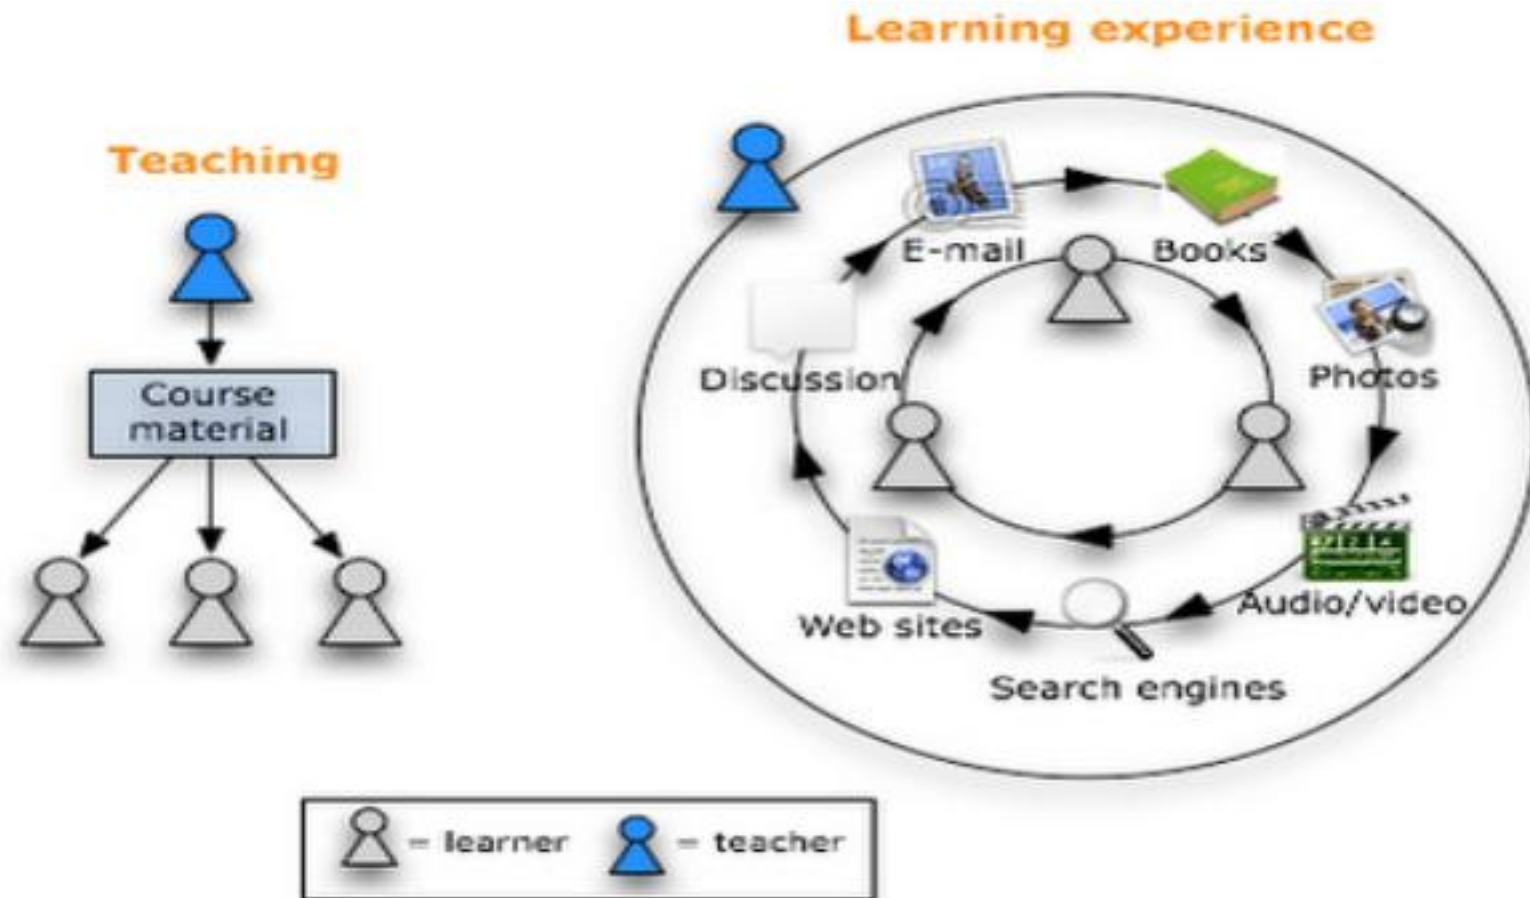 Learning experience
Teaching
E-mail
Books
Course
material
Discussion
Photos
Audio/video
Web sites
Search engines
= learner
= teacher